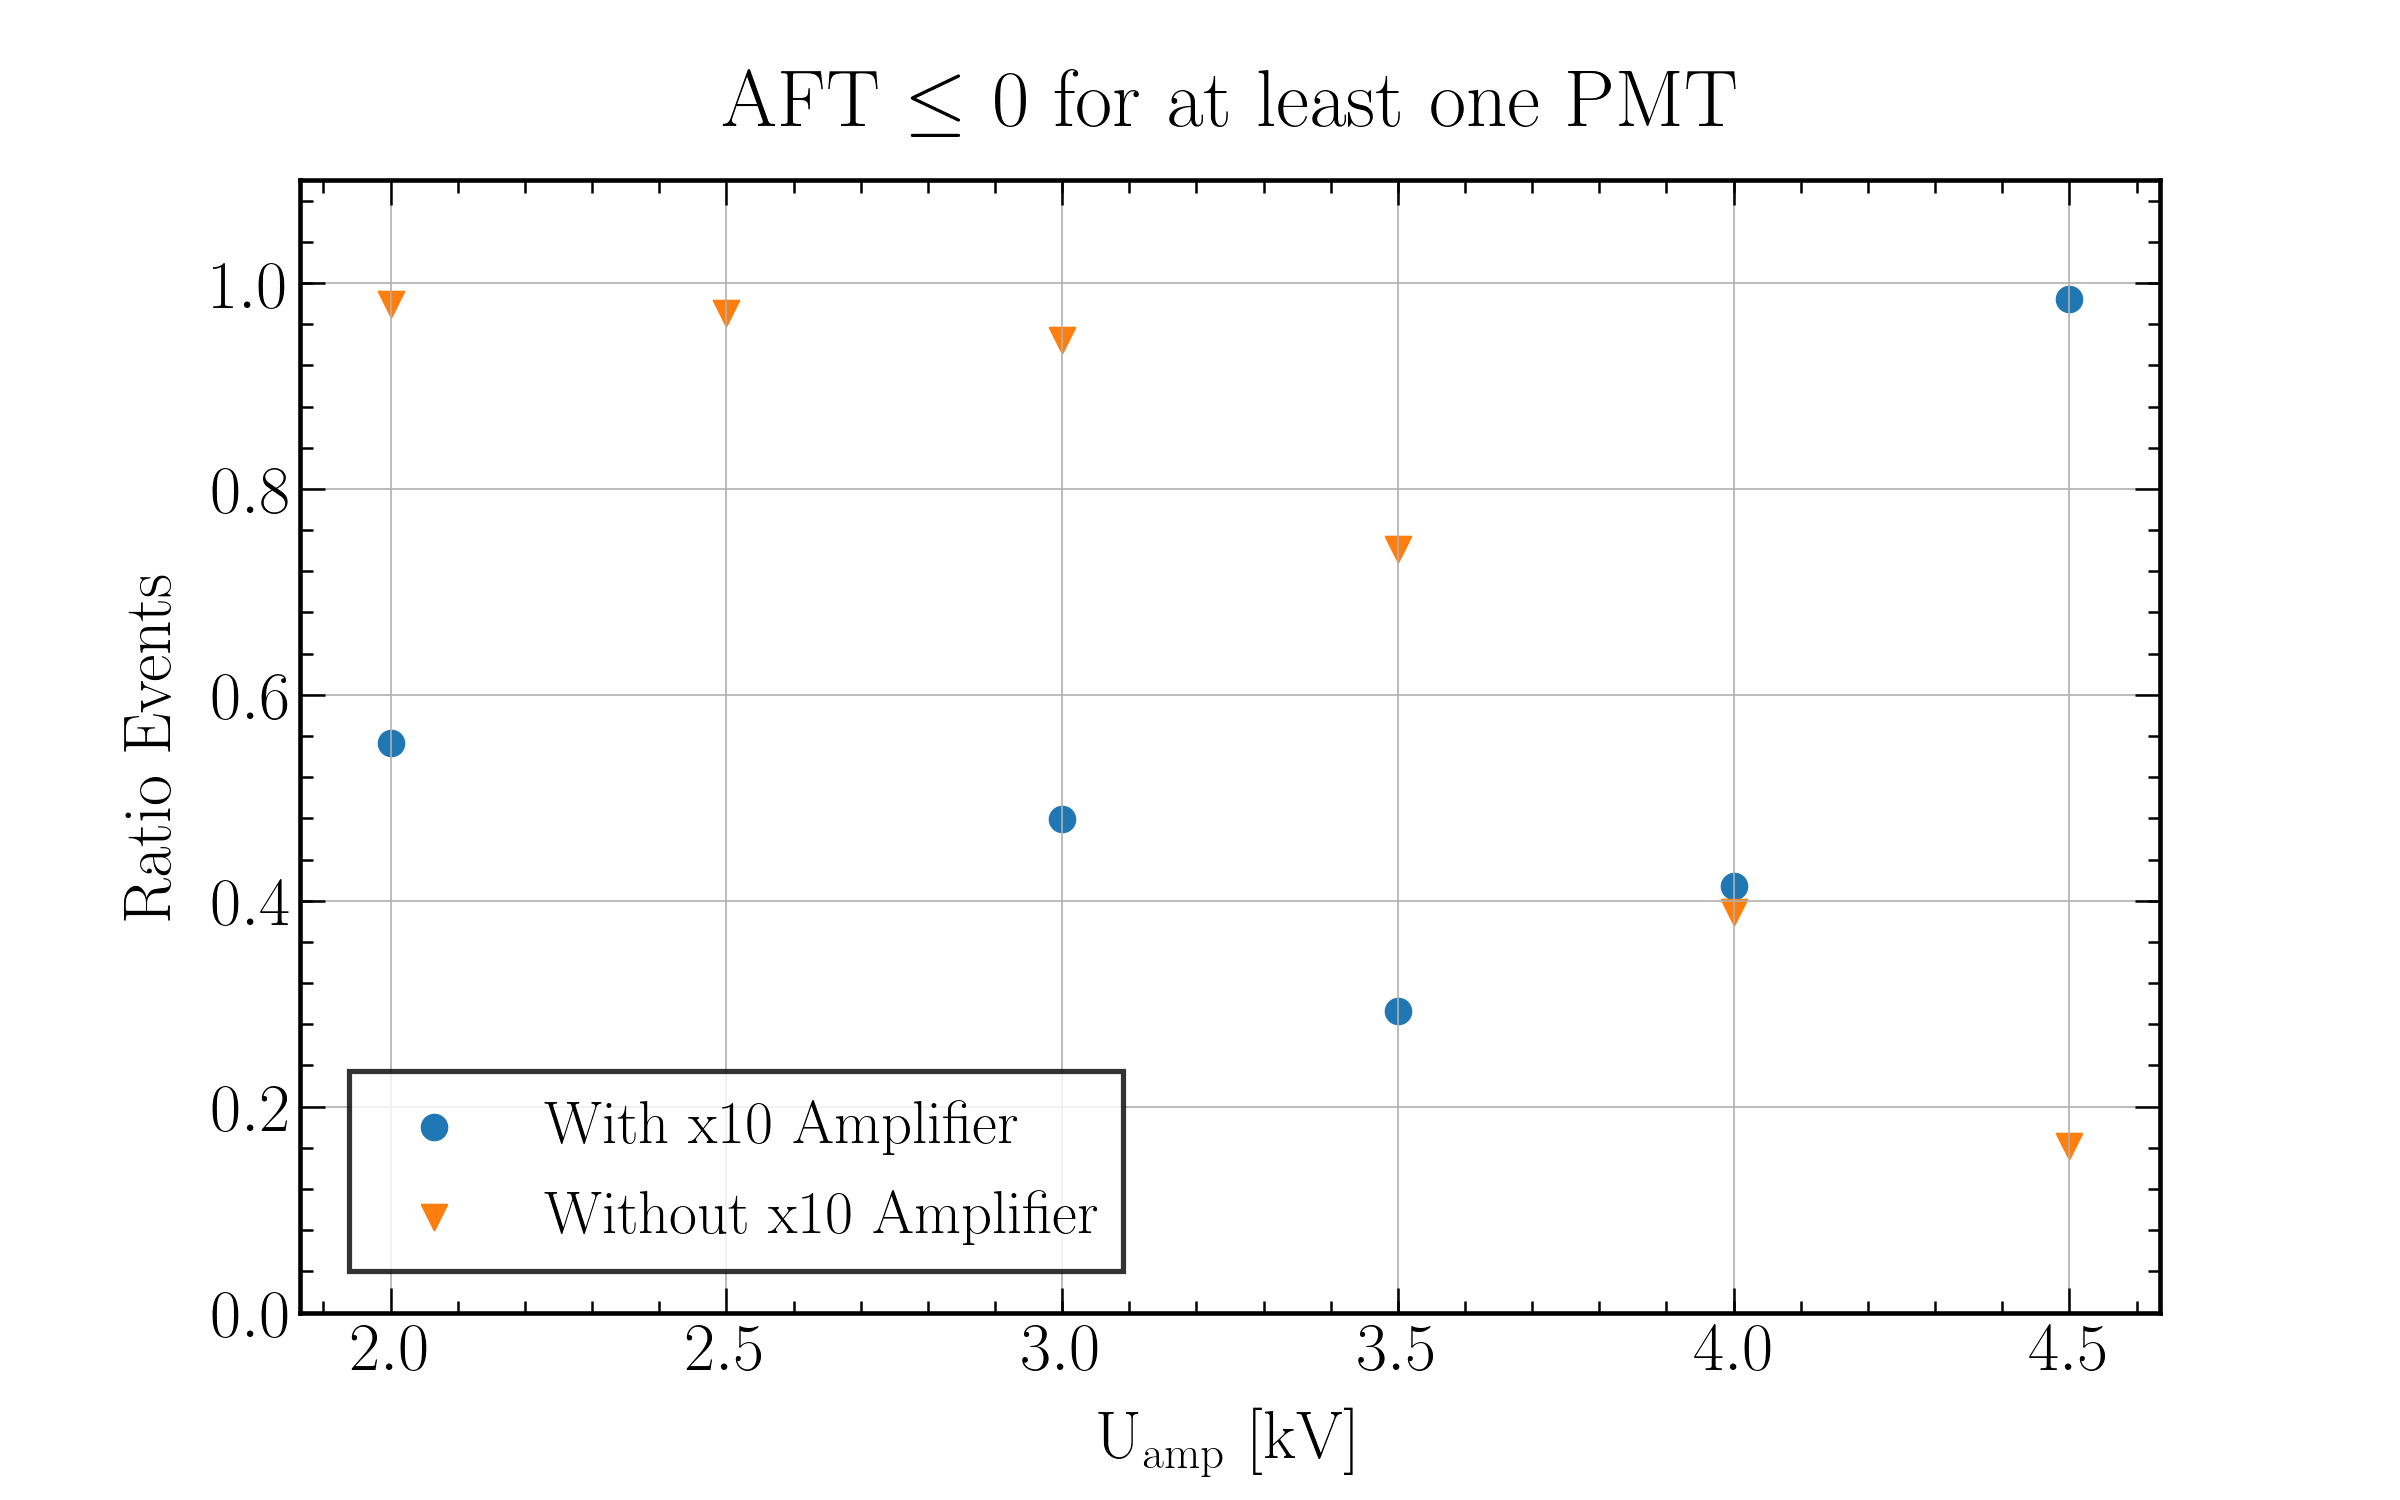 AFT ≤ 0 for at least one PMT
Ratio Events
1.0
0.8
0.6
0.4
0.2
0.0
With x10 Amplifier
Without x10 Amplifier
2.0 2.5 3.0 3.5 4.0 4.5
U_amp [kV]